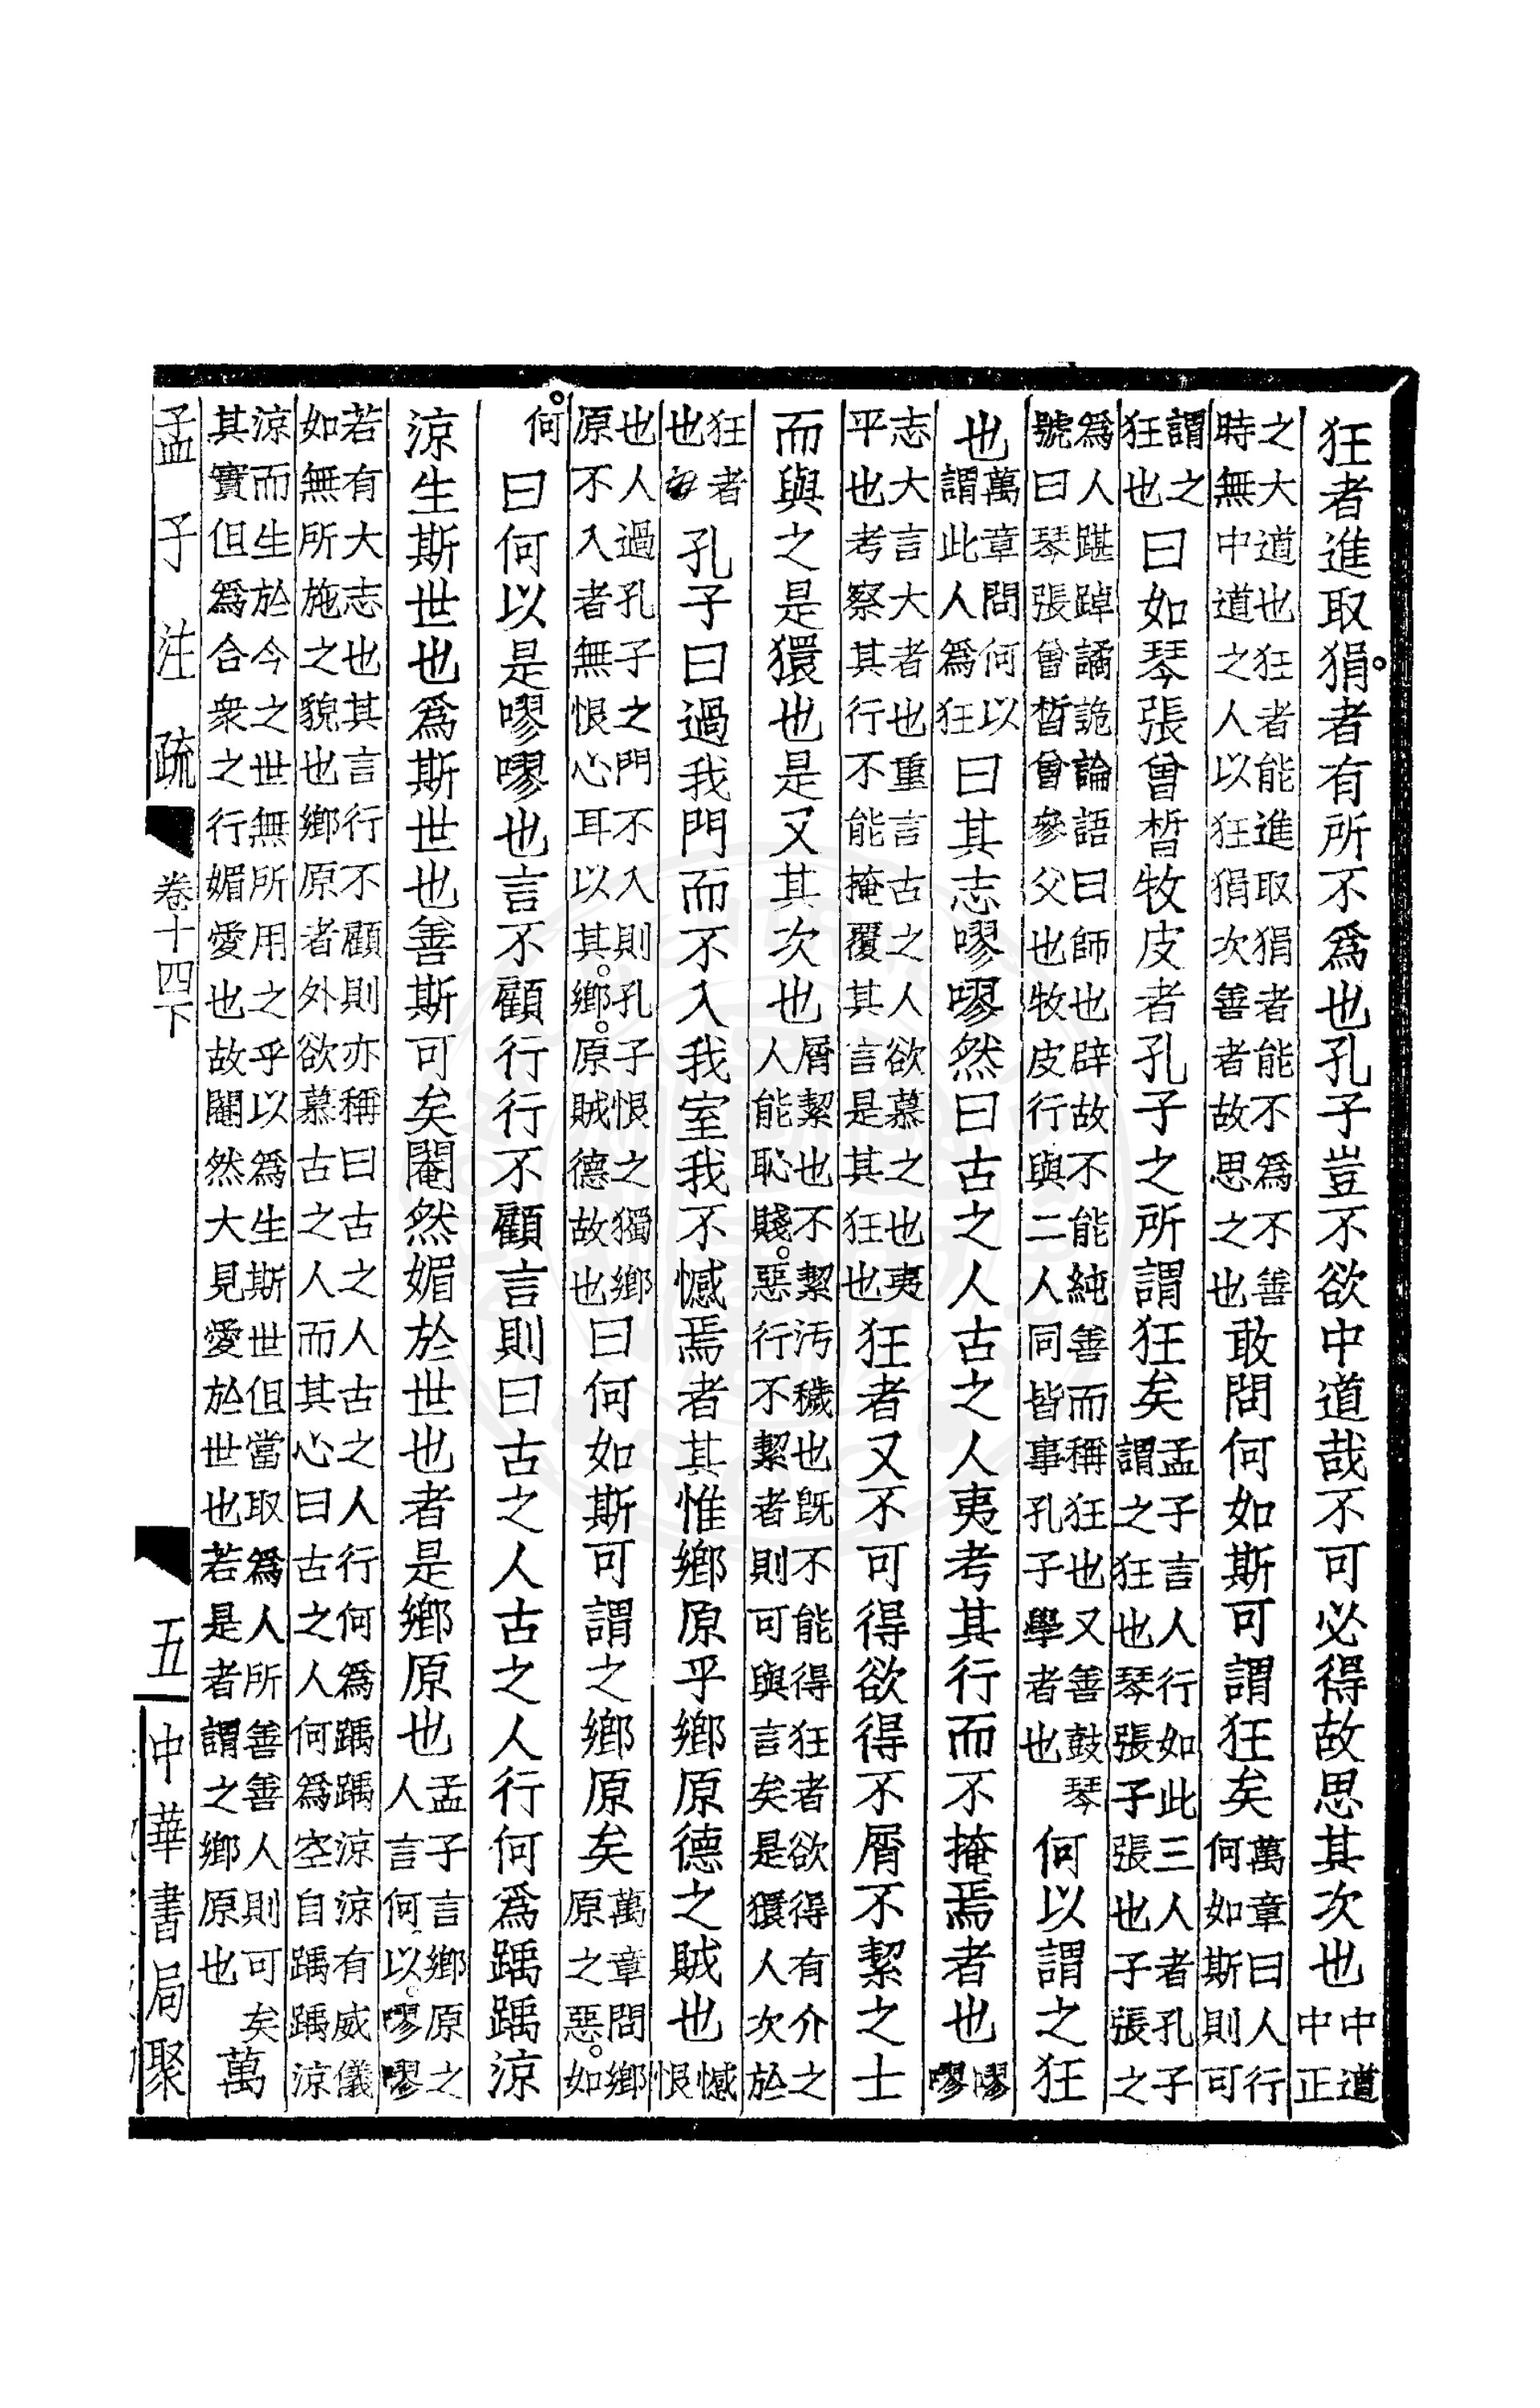 狂者進取狷者有所不爲也孔子豈不欲中道哉不可必得故思其次也中道中正
之大道也狂者能進取狷者能不爲不善時無中道之人以狂狷次善者故思之也敢問何如斯可謂狂矣萬章曰人行何如斯則可
謂之狂也曰如琴張曾皙牧皮者孔子之所謂狂矣孟子言人行如此三人者孔子謂之狂也琴張子張也子張之
爲人踸踔譎詭論語曰師也辟故不能純善而稱狂也又善鼓琴號曰琴張曾皙曾參父也牧皮行與二人同皆事孔子學者也何以謂之狂
也萬章問何以謂此人爲狂曰其志嘐嘐然曰古之人古之人夷考其行而不掩焉者也嘐嘐
志大言大者也重言古之人欲慕之也夷平也考察其行不能掩覆其言是其狂也狂者又不可得欲得不屑不絜之士
而與之是獧也是又其次也屑絜也不絜汚穢也旣不能得狂者欲得有介之人能恥賤惡行不絜者則可與言矣是獧人次於
狂者也孔子曰過我門而不入我室我不憾焉者其惟鄉原乎鄉原德之賊也憾恨
也人過孔子之門不入則孔子恨之獨鄉原不入者無恨心耳以其鄉原賊德故也曰何如斯可謂之鄉原矣萬章問鄉原之惡如
何曰何以是嘐嘐也言不顧行行不顧言則曰古之人古之人行何爲踽踽涼
涼生斯世也爲斯世也善斯可矣閹然媚於世也者是鄉原也孟子言鄉原之人言何以嘐嘐
若有大志也其言行不顧則亦稱曰古之人古之人行何爲踽踽涼涼有威儀如無所施之貌也鄉原者外欲慕古之人而其心曰古之人何爲空自踽踽涼
涼而生於今之世無所用之乎以爲生斯世但當取爲人所善善人則可矣其實但爲合衆之行媚愛也故閹然大見愛於世也若是者謂之鄉原也萬
孟子注疏 卷十四下 五 中華書局聚